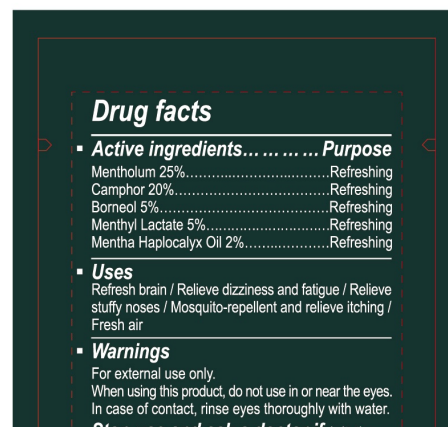 Drug facts
▪ Active ingredients… … … … Purpose
Mentholum 25%……………………………Refreshing
Camphor 20%……………………………Refreshing
Borneol 5%……………………………Refreshing
Menthyl Lactate 5%……………………………Refreshing
Mentha Haplocalyx Oil 2%……………………Refreshing
▪ Uses
Refresh brain / Relieve dizziness and fatigue / Relieve
stuffy noses / Mosquito-repellent and relieve itching /
Fresh air
▪ Warnings
For external use only.
When using this product, do not use in or near the eyes.
In case of contact, rinse eyes thoroughly with water.